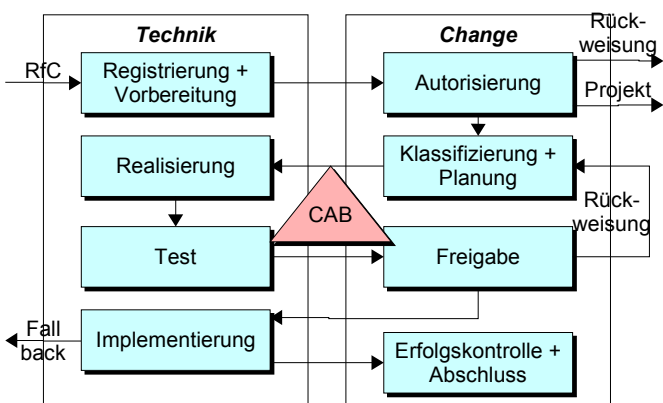 Technik
Change
RfC
Registrierung +
Vorbereitung
Autorisierung
Rück-
weisung
Projekt
Realisierung
Klassifizierung +
Planung
CAB
Rück-
weisung
Test
Freigabe
Fall
back
Implementierung
Erfolgskontrolle +
Abschluss